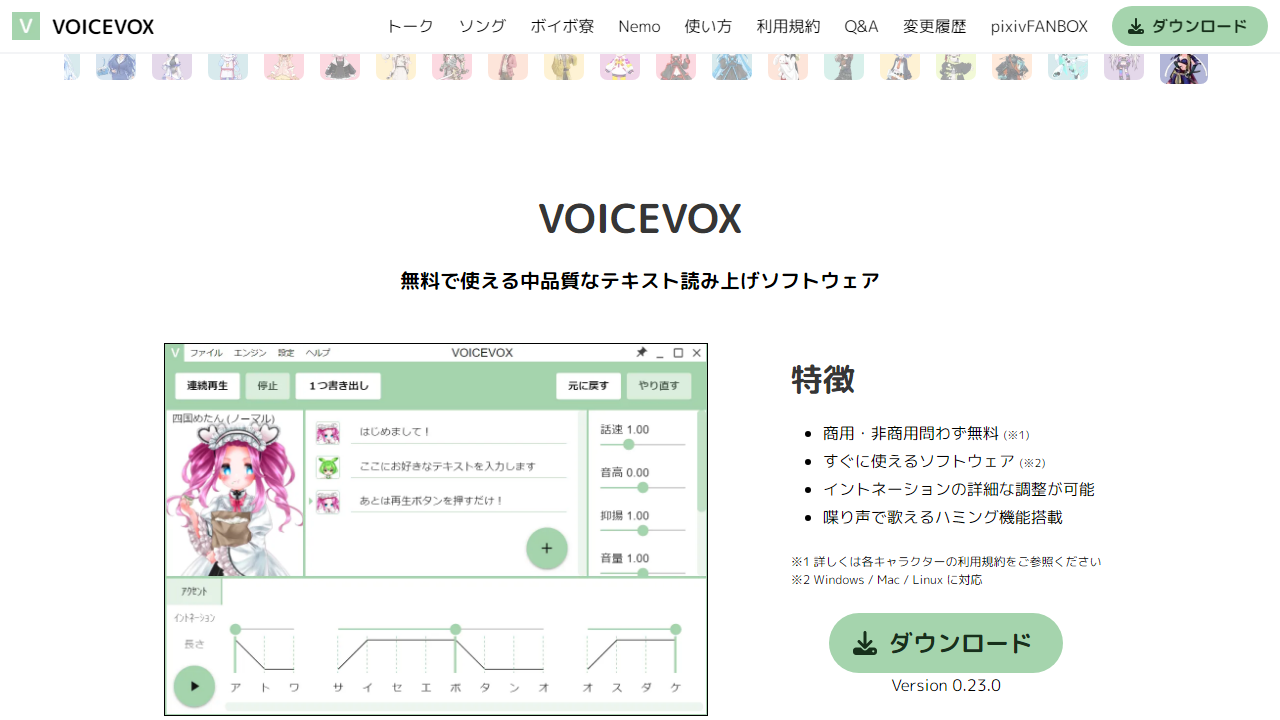 V VOICEVOX トーク ソング ボイボ寮 Nemo 使い方 利用規約 Q&A 変更履歴 pixivFANBOX ダウンロード
VOICEVOX
無料で使える中品質なテキスト読み上げソフトウェア
V ファイル エンジン 設定 ヘルプ VOICEVOX
連続再生 停止 1つ書き出し 元に戻す やり直す
四国めたん (ノーマル)
はじめまして！
ここにお好きなテキストを入力します
あとは再生ボタンを押すだけ！
話速 1.00
音高 0.00
抑揚 1.00
音量 1.00
アクセント
イントネーション
長さ
ア ト ワ サ イ セ エ ボ タ ン オ オ ス ダ ケ
特徴
商用・非商用問わず無料 (※1)
すぐに使えるソフトウェア (※2)
イントネーションの詳細な調整が可能
喋り声で歌えるハミング機能搭載
※1 詳しくは各キャラクターの利用規約をご参照ください
※2 Windows / Mac / Linux に対応
ダウンロード
Version 0.23.0